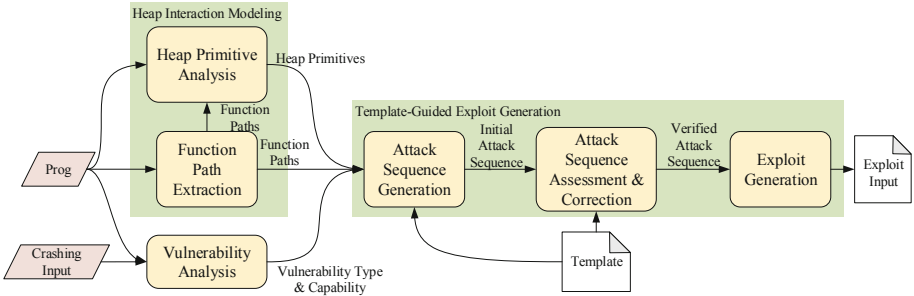 Heap Interaction Modeling
Heap Primitive
Analysis
Heap Primitives
Function
Paths
Function
Path
Extraction
Function
Paths
Prog
Crashing
Input
Vulnerability
Analysis
Vulnerability Type
& Capability
Template-Guided Exploit Generation
Attack
Sequence
Generation
Initial
Attack
Sequence
Attack
Sequence
Assessment &
Correction
Verified
Attack
Sequence
Exploit
Generation
Exploit
Input
Template